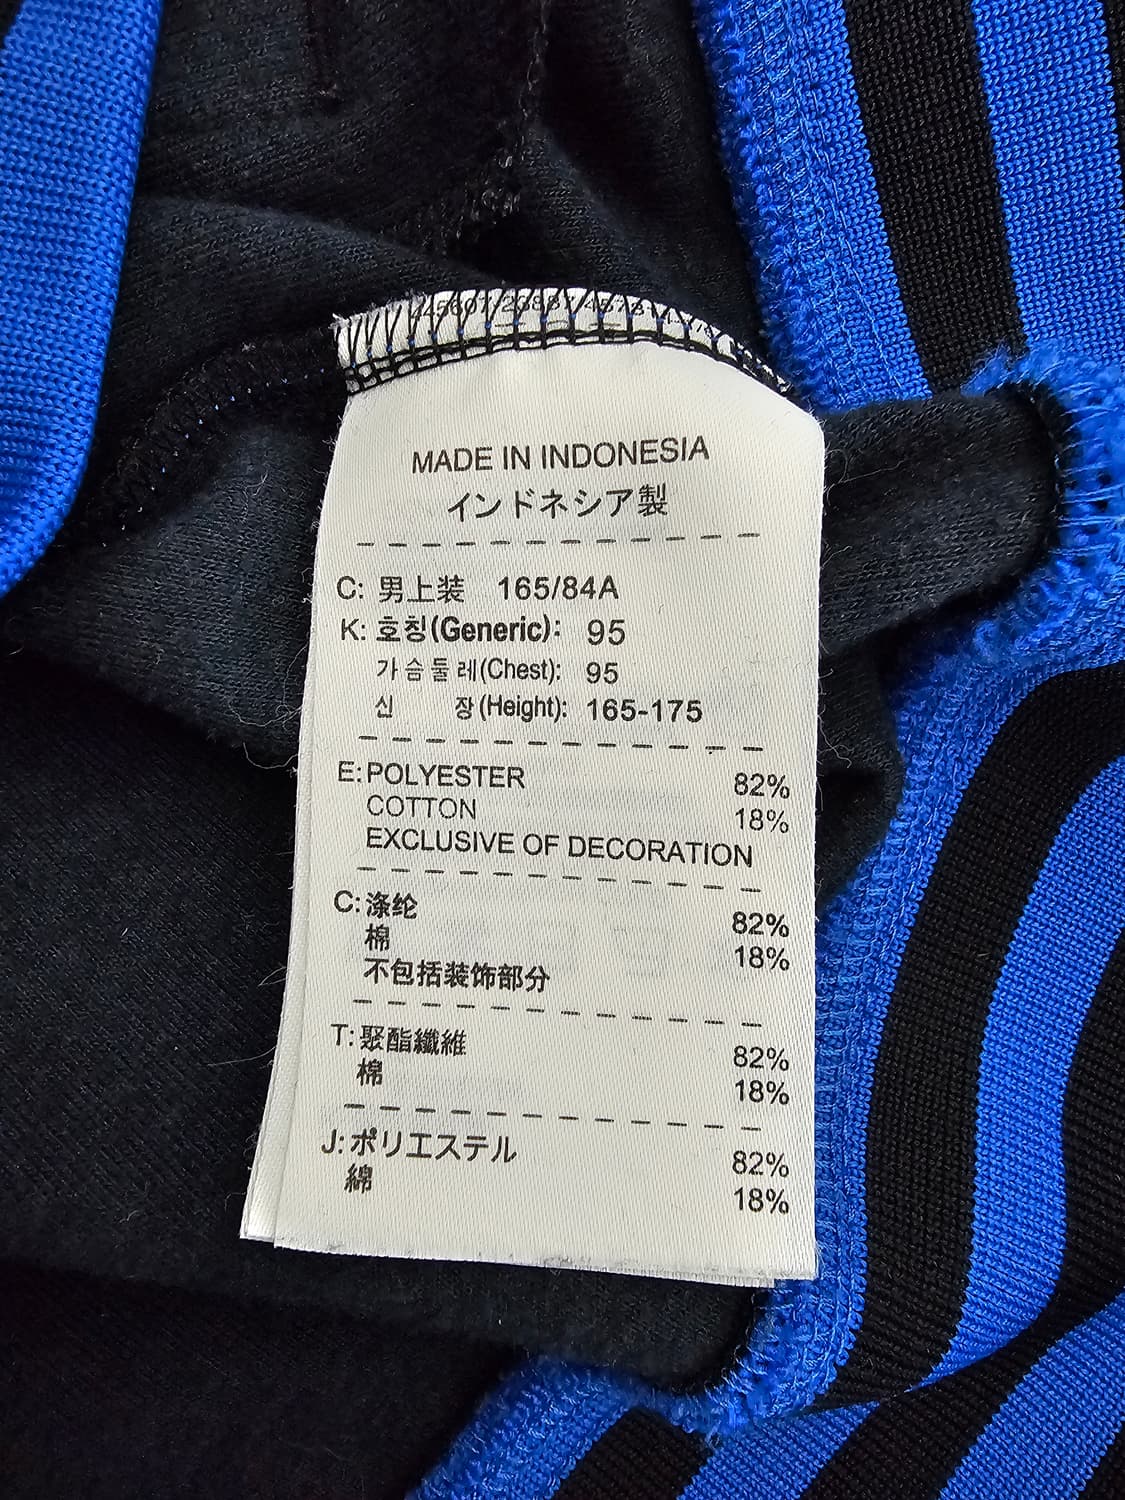 MADE IN INDONESIA
インドネシア製
C: 男上装 165/84A
K: 호칭(Generic): 95
가슴둘레(Chest): 95
신 장(Height): 165-175
E: POLYESTER 82%
COTTON 18%
EXCLUSIVE OF DECORATION
C: 涤纶 82%
棉 18%
不包括装饰部分
T: 聚酯纖維 82%
棉 18%
J: ポリエステル 82%
綿 18%